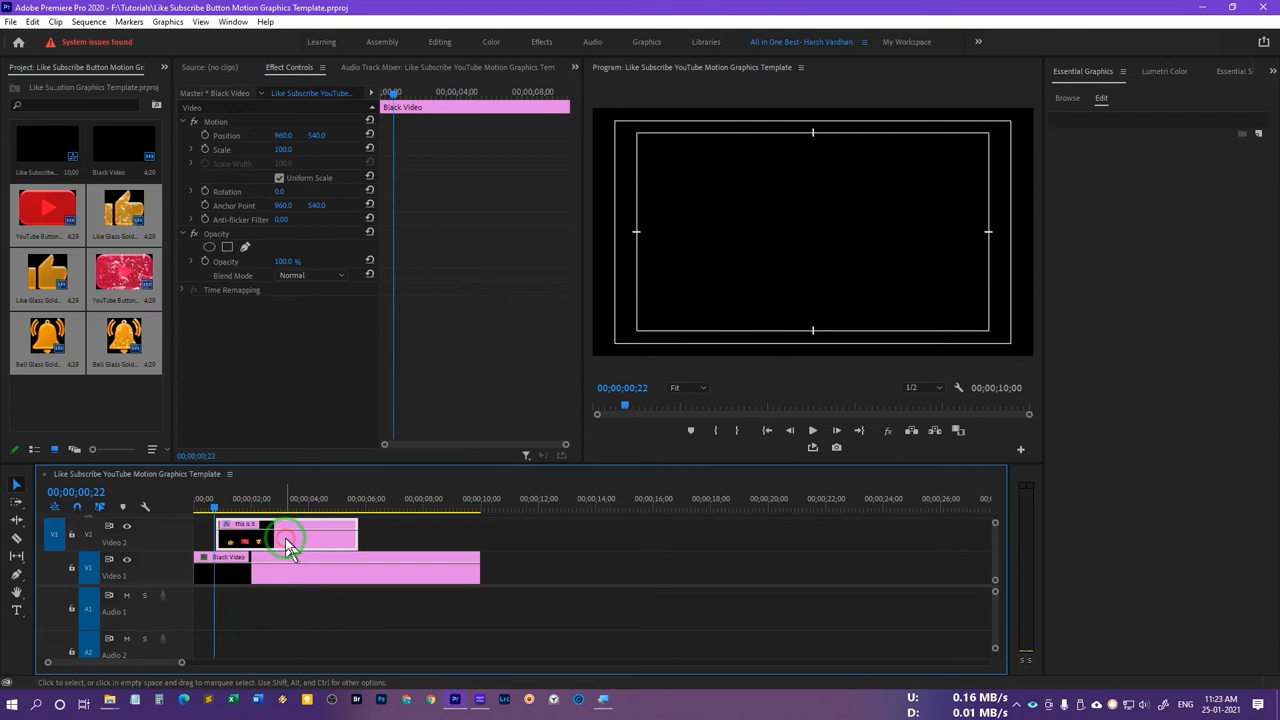 Adobe Premiere Pro 2020 - F:\Tutorials\Like Subscribe Button Motion Graphics Template.prproj
File Edit Clip Sequence Markers Graphics View Window Help
System issues found
Learning Assembly Editing Color Effects Audio Graphics Libraries All in One Best- Harsh Vardhan My Workspace
Project: Like Subscribe Button Motion Gr
Source: (no clips) Effect Controls Audio Track Mixer: Like Subscribe YouTube Motion Graphics Tem
Program: Like Subscribe YouTube Motion Graphics Template
Essential Graphics Lumetri Color Essential S
Like Su...otion Graphics Template.prproj
Master * Black Video Like Subscribe YouTube...
;00;00 00;00;04;00 00;00;08;00
Browse Edit
Video
Black Video
Motion
Position 960.0 540.0
Scale 100.0
Scale Width 100.0
Like Subscribe... 10;00 Black Video 4;29
Uniform Scale
Rotation 0.0
Anchor Point 960.0 540.0
Anti-flicker Filter 0.00
Opacity
YouTube Button... 4;29 Like Glass Gold... 4;29
Opacity 100.0 %
Blend Mode Normal
Time Remapping
Like Glass Gold... 4;29 YouTube Button... 4;29
Bell Glass Gold... 4;29 Bell Glass Gold... 4;29
00;00;00;22 Fit 1/2 00;00;10;00
00;00;00;22
Like Subscribe YouTube Motion Graphics Template
00;00;00;22
;00;00 00;00;02;00 00;00;04;00 00;00;06;00 00;00;08;00 00;00;10;00 00;00;12;00 00;00;14;00 00;00;16;00 00;00;18;00 00;00;20;00 00;00;22;00 00;00;24;00 00;00;26;00
V1 V2 this is it
Video 2
V1 Black Video
Video 1
M S
A1 Audio 1
M S
A2 Audio 2
S S
Click to select, or click in empty space and drag to marquee select. Use Shift, Alt, and Ctrl for other options.
U: 0.16 MB/s
D: 0.01 MB/s
ENG
11:23 AM
25-01-2021